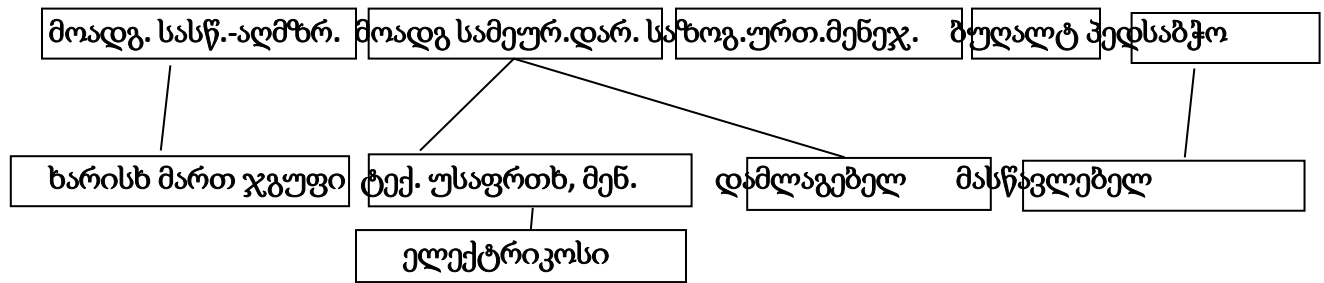 მოადგ. სასწ.-აღმზრ. მოადგ სამეურ.დარ. საზოგ.ურთ.მენეჯ. ბუღალტ პედსაბჭო
ხარისხ მართ ჯგუფი ტექ. უსაფრთხ, მენ. დამლაგებელ მასწავლებელ
ელექტრიკოსი